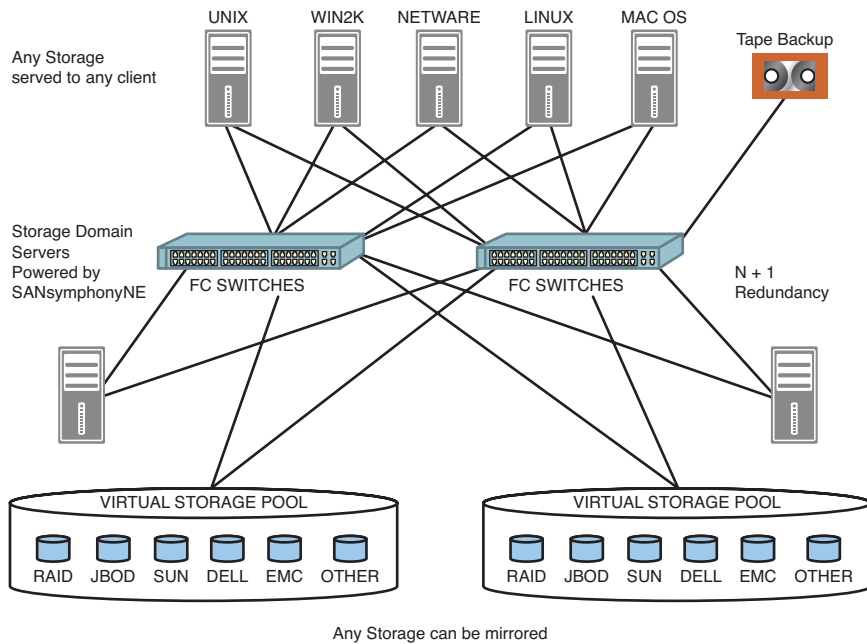 UNIX
WIN2K
NETWARE
LINUX
MAC OS
Tape Backup
Any Storage
served to any client
Storage Domain
Servers
Powered by
SANsymphonyNE
FC SWITCHES
FC SWITCHES
N + 1
Redundancy
VIRTUAL STORAGE POOL
RAID
JBOD
SUN
DELL
EMC
OTHER
VIRTUAL STORAGE POOL
RAID
JBOD
SUN
DELL
EMC
OTHER
Any Storage can be mirrored